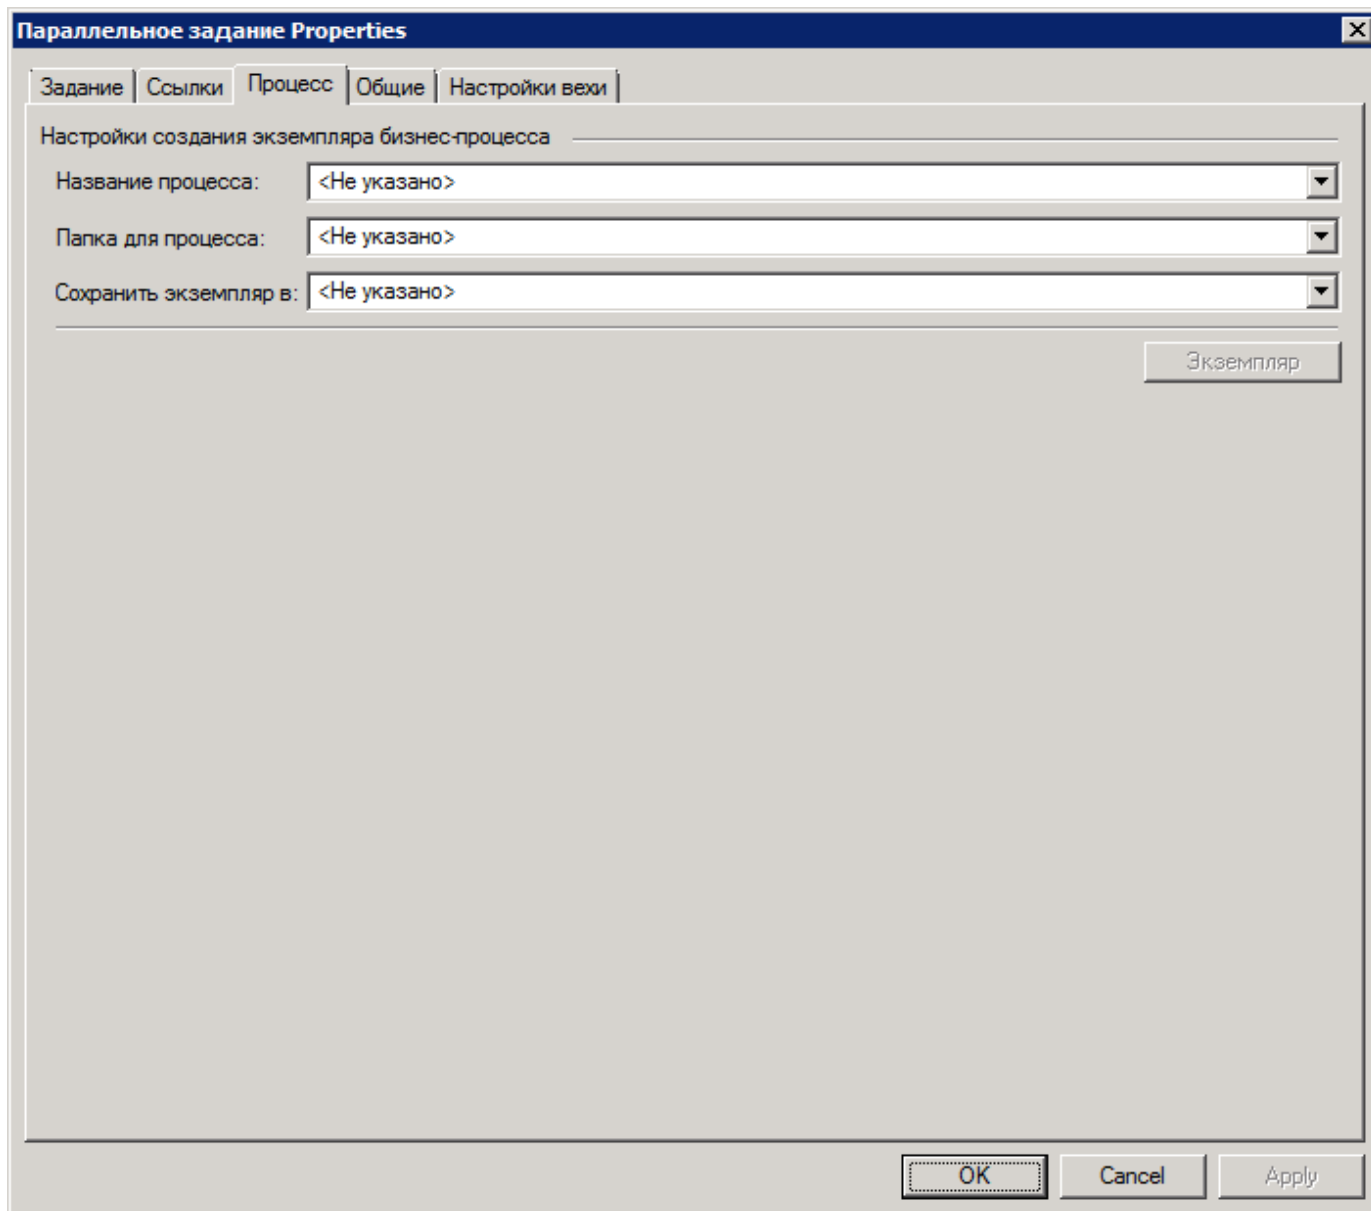 Параллельное задание Properties
Задание Ссылки Процесс Общие Настройки вехи
Настройки создания экземпляра бизнес-процесса
Название процесса: <Не указано>
Папка для процесса: <Не указано>
Сохранить экземпляр в: <Не указано>
Экземпляр
OK Cancel Apply